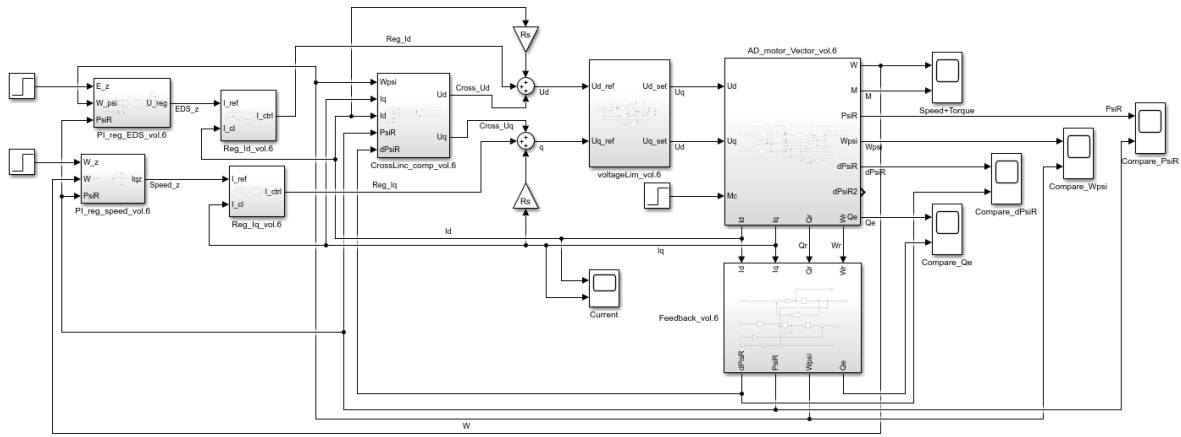 Rs
Reg_Id
AD_motor_Vector_vol.6
W
M
M
Speed+Torque
E_z
W_psi
PsiR
U_reg
PI_reg_EDS_vol.6
EDS_z
I_ref
I_cl
I_ctrl
Reg_Id_vol.6
Wpsi
Iq
Id
PsiR
dPsiR
Ud
Uq
CrossLinc_comp_vol.6
Cross_Ud
Cross_Uq
Ud
q
Ud_ref
Uq_ref
Ud_set
Uq_set
voltageLim_vol.6
Uq
Ud
Ud
Uq
Mc
PsiR
Wpsi
Wpsi
dPsiR
dPsiR
dPsiR2
Qe
Qe
PsiR
Compare_PsiR
Compare_Wpsi
Compare_dPsiR
Compare_Qe
W_z
W
PsiR
Iqz
PI_reg_speed_vol.6
Speed_z
I_ref
I_cl
I_ctrl
Reg_Iq_vol.6
Reg_Iq
Rs
Id
Iq
Id
Iq
Qr
Wr
Qr
Wr
Id
Iq
Qr
Wr
Current
Feedback_vol.6
dPsiR
PsiR
Wpsi
Qe
W